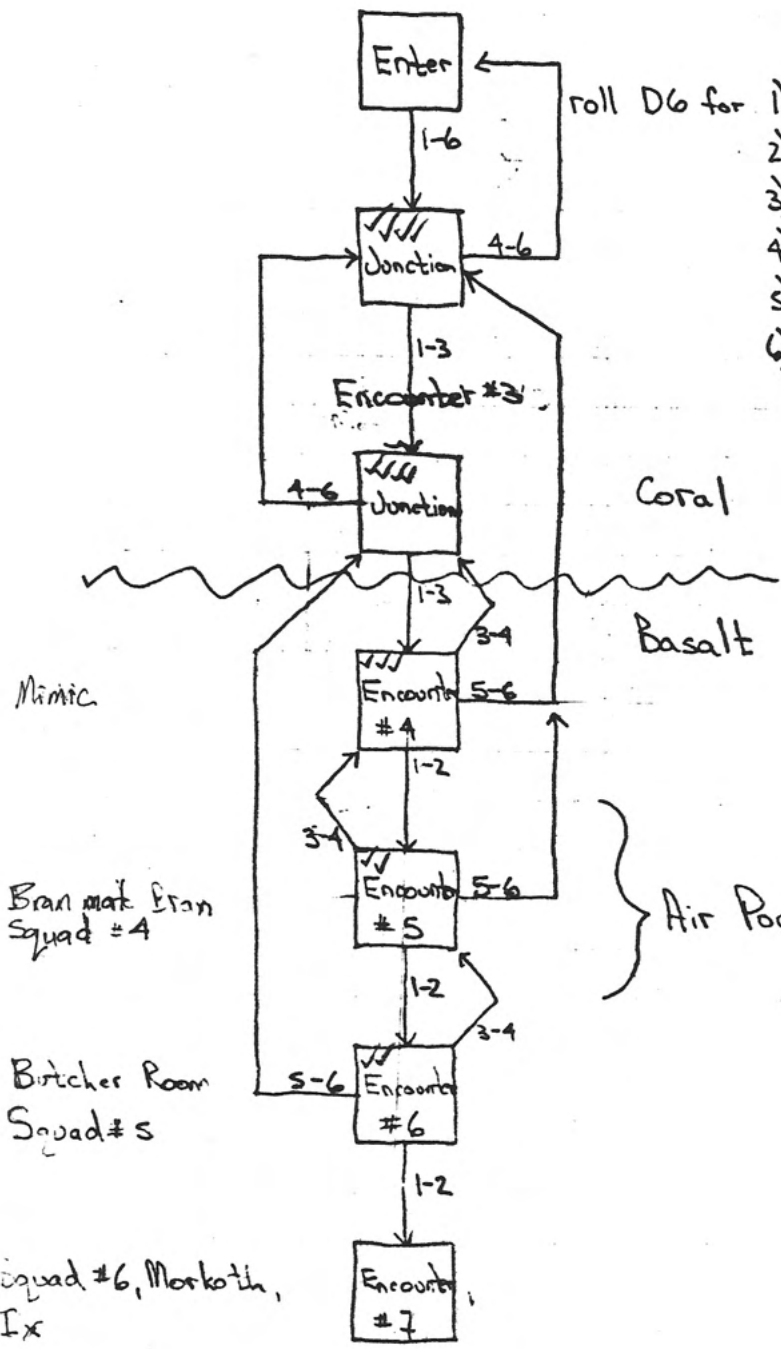 Enter
roll D6 for 1)
2)
3)
4)
5)
6)
1-6
Junction
4-6
1-3
Encounter #3
Junction
4-6
Coral
1-3
3-4
Basalt
Mimic
Encounter
#4
5-6
1-2
3-4
Bran mak
Squad #4
Encounter
#5
5-6
Air
1-2
3-4
Butcher Room
Squad #5
5-6
Encounter
#6
1-2
Squad #6, Morkoth,
Ix
Encounter
#7